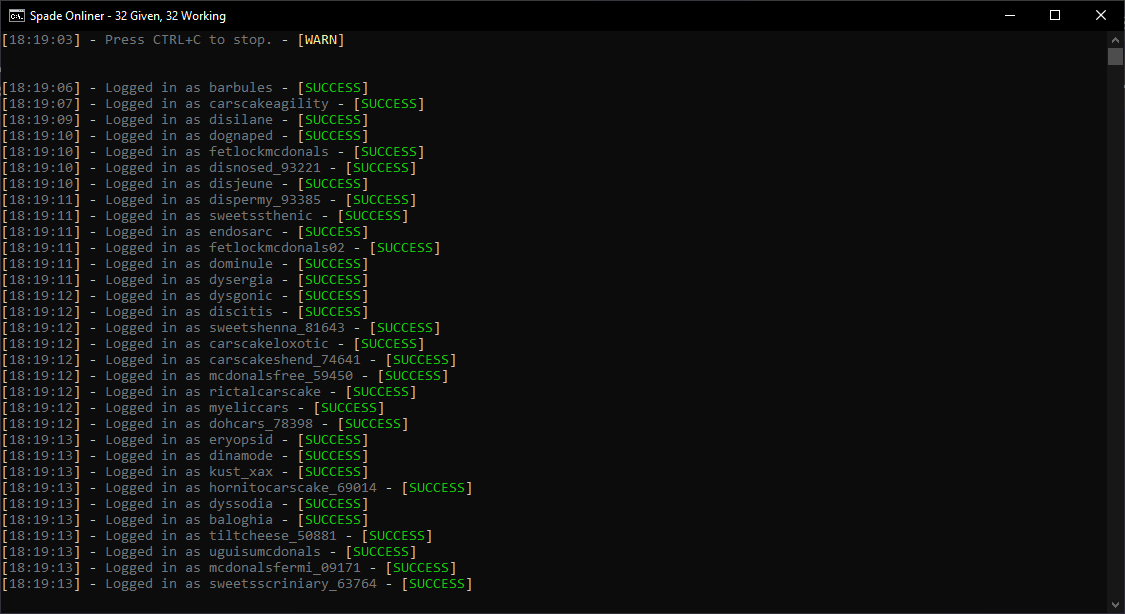 Spade Onliner - 32 Given, 32 Working
[18:19:03] - Press CTRL+C to stop. - [WARN]
[18:19:06] - Logged in as barbules - [SUCCESS]
[18:19:07] - Logged in as carscakeagility - [SUCCESS]
[18:19:09] - Logged in as disilane - [SUCCESS]
[18:19:10] - Logged in as dognaped - [SUCCESS]
[18:19:10] - Logged in as fetlockmcdonals - [SUCCESS]
[18:19:10] - Logged in as disnosed_93221 - [SUCCESS]
[18:19:10] - Logged in as disjeune - [SUCCESS]
[18:19:11] - Logged in as dispermy_93385 - [SUCCESS]
[18:19:11] - Logged in as sweetssthenic - [SUCCESS]
[18:19:11] - Logged in as endosarc - [SUCCESS]
[18:19:11] - Logged in as fetlockmcdonals02 - [SUCCESS]
[18:19:11] - Logged in as dominule - [SUCCESS]
[18:19:11] - Logged in as dysergia - [SUCCESS]
[18:19:12] - Logged in as dysgonic - [SUCCESS]
[18:19:12] - Logged in as discitis - [SUCCESS]
[18:19:12] - Logged in as sweetshenna_81643 - [SUCCESS]
[18:19:12] - Logged in as carscakeloxotic - [SUCCESS]
[18:19:12] - Logged in as carscakeshend_74641 - [SUCCESS]
[18:19:12] - Logged in as mcdonalsfree_59450 - [SUCCESS]
[18:19:12] - Logged in as rictalcarscake - [SUCCESS]
[18:19:12] - Logged in as myeliccars - [SUCCESS]
[18:19:12] - Logged in as dohcars_78398 - [SUCCESS]
[18:19:13] - Logged in as eryopsid - [SUCCESS]
[18:19:13] - Logged in as dinamode - [SUCCESS]
[18:19:13] - Logged in as kust_xax - [SUCCESS]
[18:19:13] - Logged in as hornitocarscake_69014 - [SUCCESS]
[18:19:13] - Logged in as dyssodia - [SUCCESS]
[18:19:13] - Logged in as baloghia - [SUCCESS]
[18:19:13] - Logged in as tiltcheese_50881 - [SUCCESS]
[18:19:13] - Logged in as uguisumcdonals - [SUCCESS]
[18:19:13] - Logged in as mcdonalsfermi_09171 - [SUCCESS]
[18:19:13] - Logged in as sweetsscriniary_63764 - [SUCCESS]